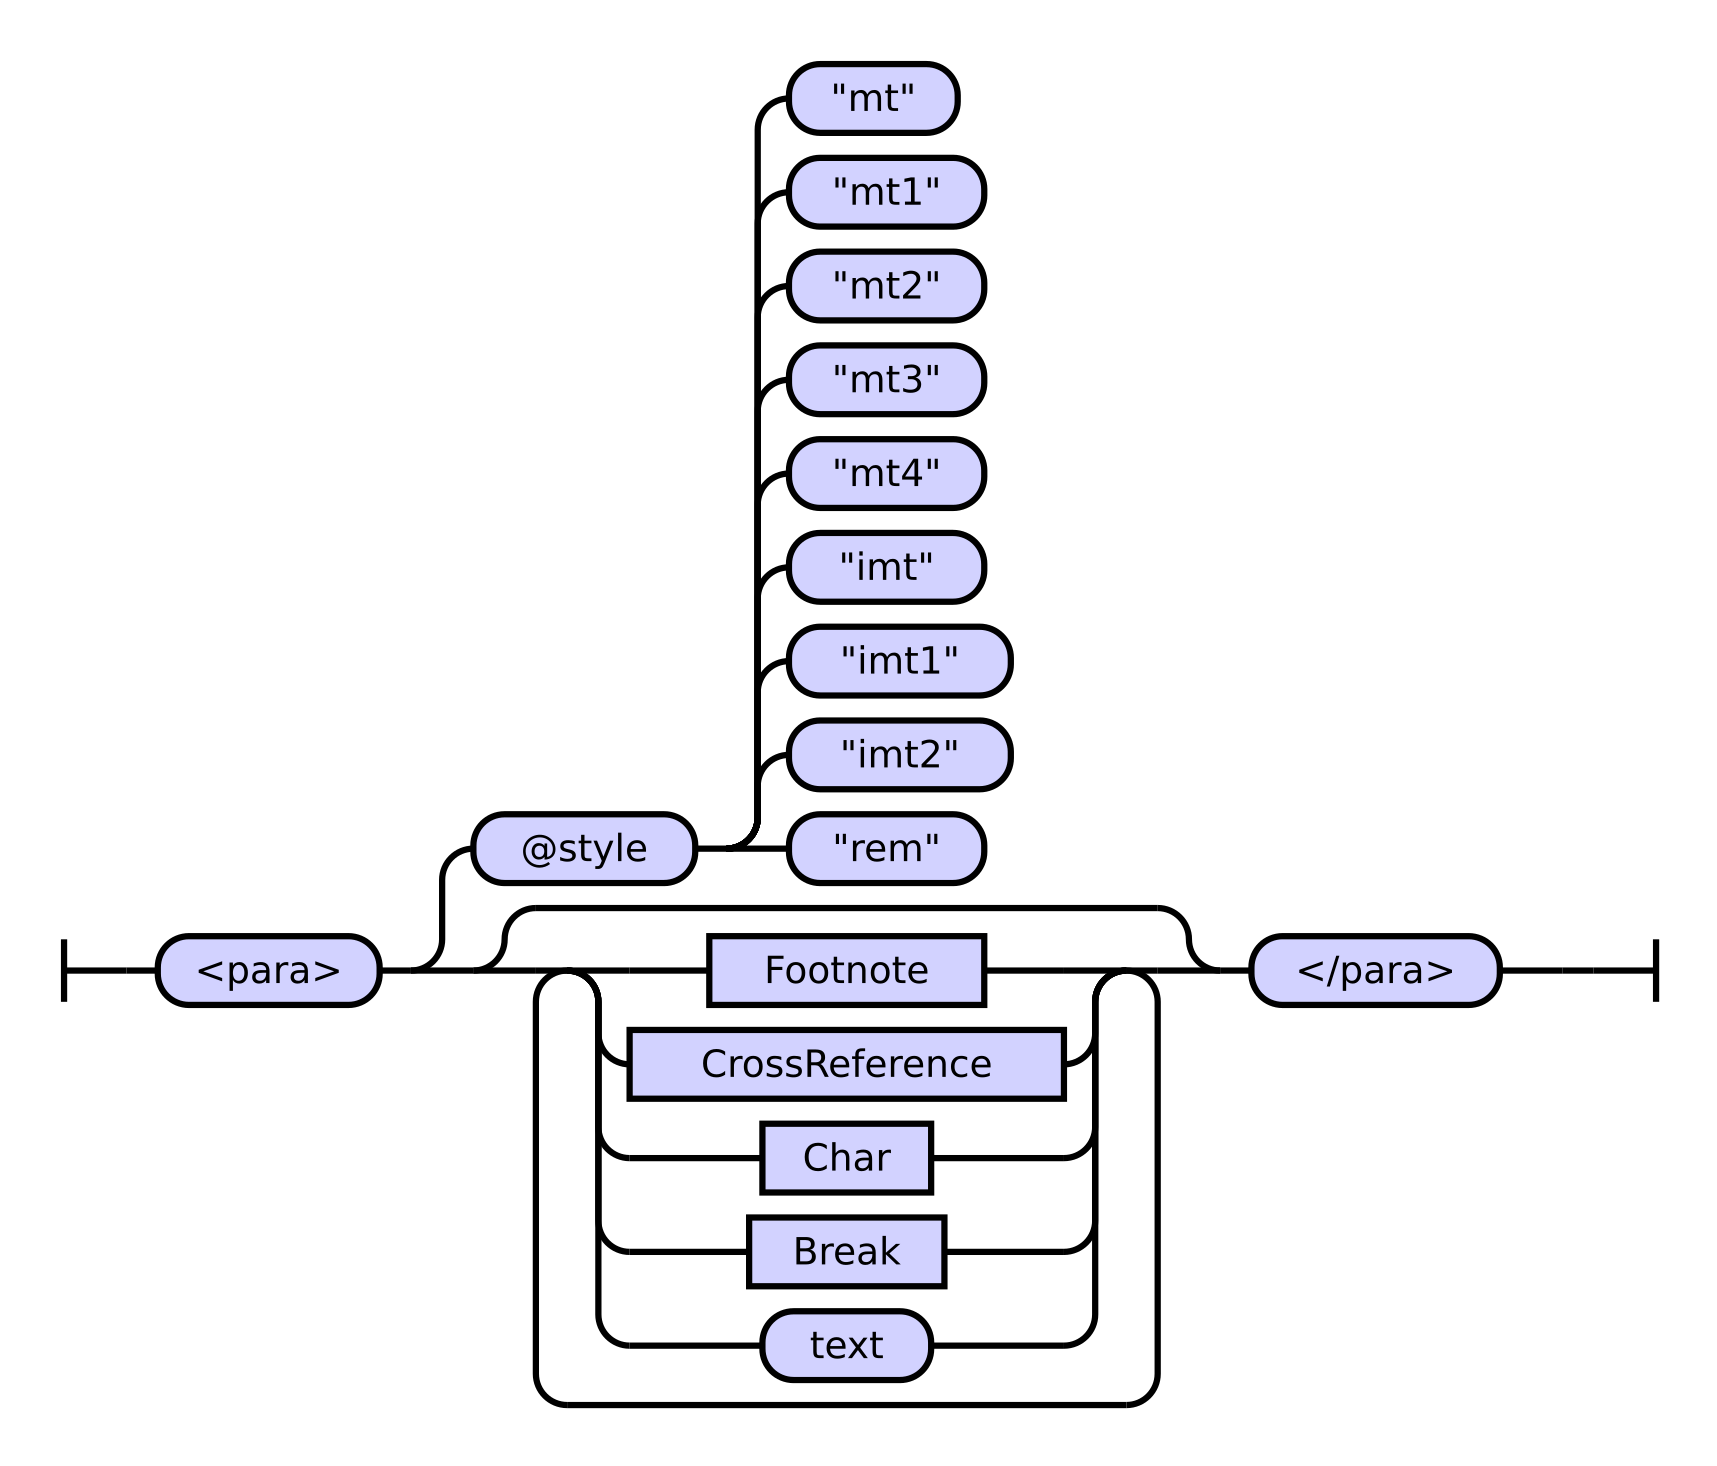 "mt"
"mt1"
"mt2"
"mt3"
"mt4"
"imt"
"imt1"
"imt2"
@style "rem"
<para> Footnote </para>
CrossReference
Char
Break
text